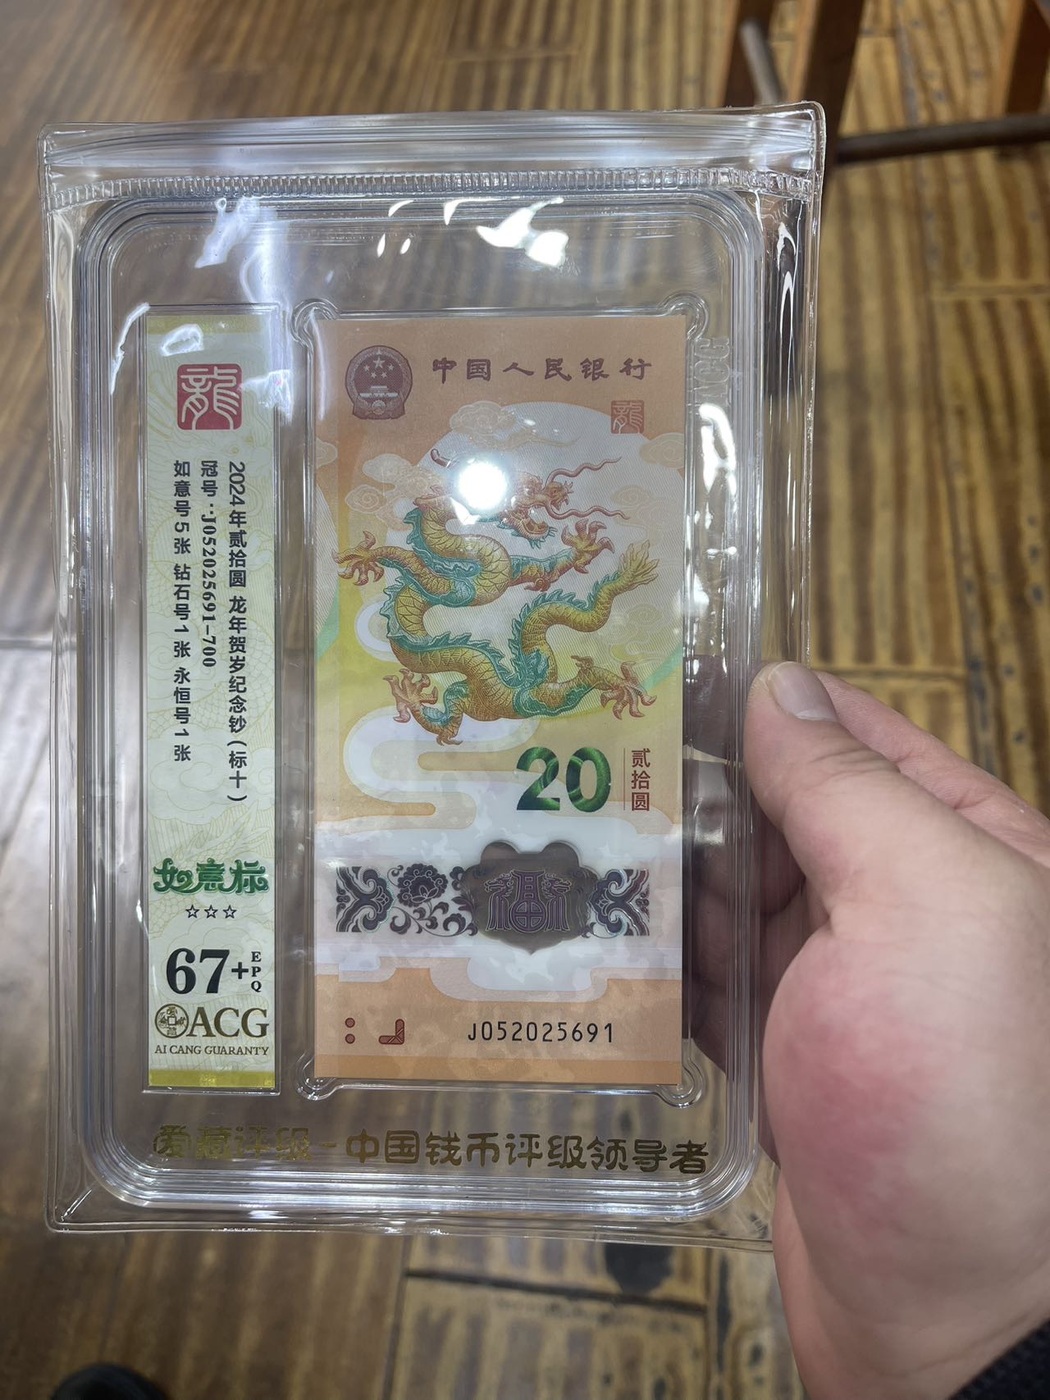 龍
2024年贰拾圆 龙年贺岁纪念钞(标十)
冠号:J052025691-700
如意号5张 钻石号1张 永恒号1张
如意标
☆☆☆
67+EPQ
ACG
AI CANG GUARANTY
中国人民银行
龍
20
贰拾圆
福
J052025691
爱藏评级-中国钱币评级领导者